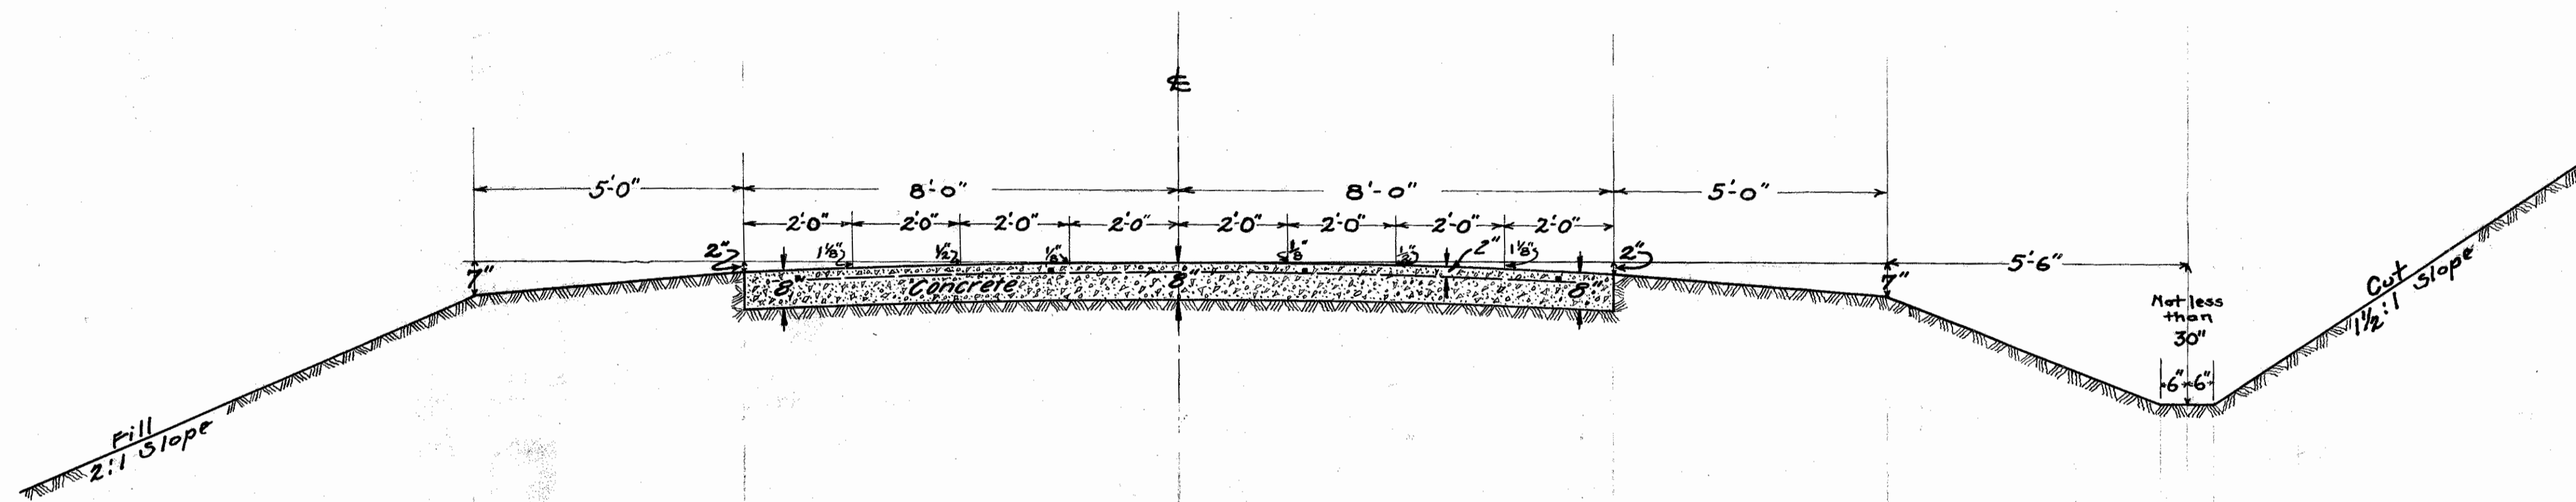 ℄
5'-0" 8'-0" 8'-0" 5'-0"
2'-0" 2'-0" 2'-0" 2'-0" 2'-0" 2'-0" 2'-0" 2'-0"
2" 1⅛" ½" ⅛" ⅛" ½" 2" 1⅛" 2"
7" 8" Concrete 8" 8" 7" 5'-6"
Not less
than
30"
6" 6"
Cut
1½:1 Slope
Fill
2:1 Slope